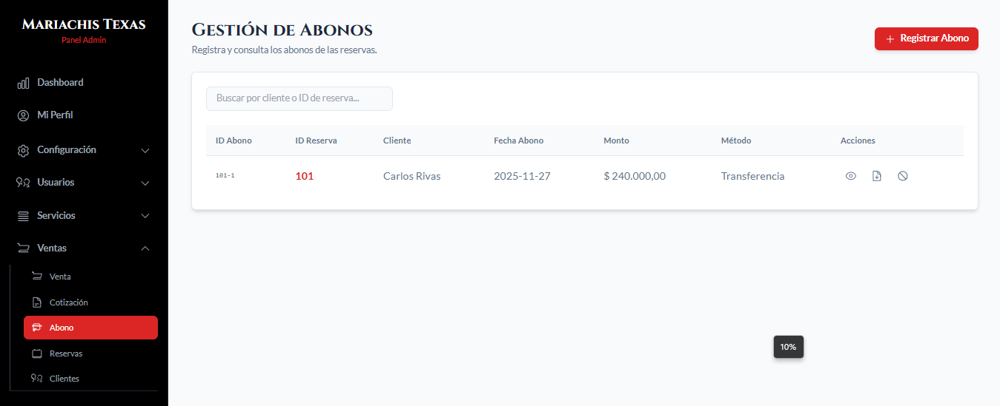 MARIACHIS TEXAS
Panel Admin
Dashboard
Mi Perfil
Configuración
Usuarios
Servicios
Ventas
Venta
Cotización
Abono
Reservas
Clientes
GESTIÓN DE ABONOS
Registra y consulta los abonos de las reservas.
+ Registrar Abono
Buscar por cliente o ID de reserva...
ID Abono ID Reserva Cliente Fecha Abono Monto Método Acciones
101-1 101 Carlos Rivas 2025-11-27 $ 240.000,00 Transferencia
10%